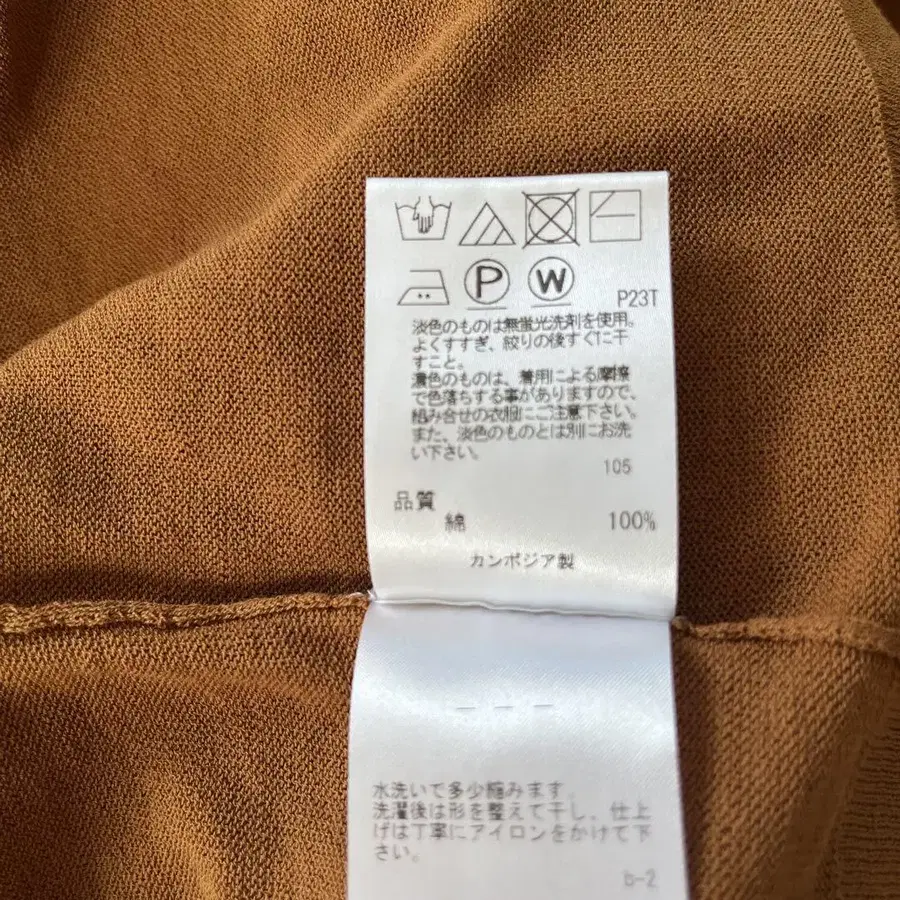 P
W
P23T
淡色のものは無蛍光洗剤を使用。
よくすすぎ、絞りの後すぐに干
すこと。
濃色のものは、着用による摩擦
で色落ちする事がありますので、
組み合せの衣服にご注意下さい。
また、淡色のものとは別にお洗
い下さい。
105
品質
綿 100%
カンボジア製
水洗いで多少縮みます。
洗濯後は形を整えて干し、仕上
げは丁寧にアイロンをかけて下
さい。
b-2